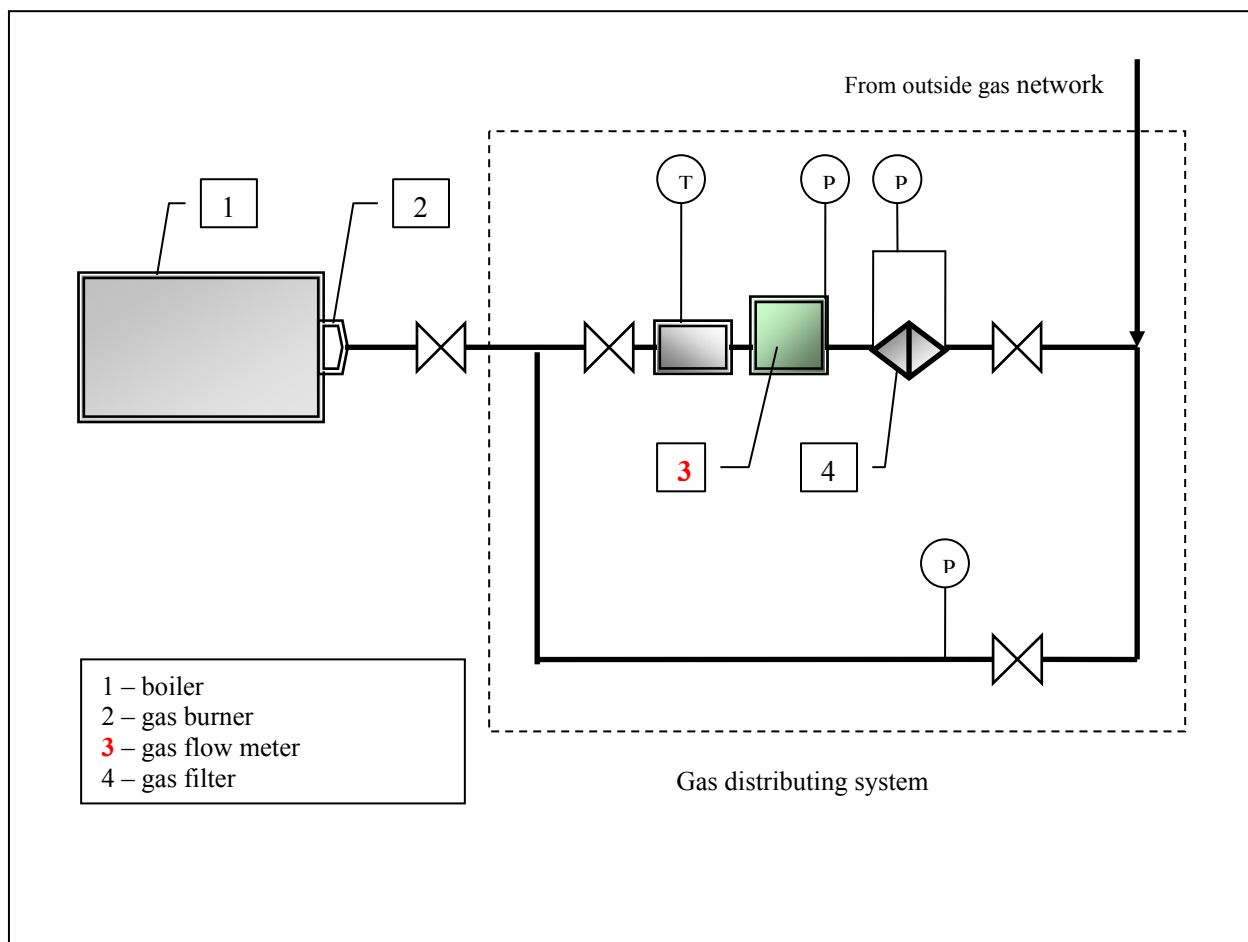 From outside gas network
T
P
P
1
2
3
4
P
1 – boiler
2 – gas burner
3 – gas flow meter
4 – gas filter
Gas distributing system